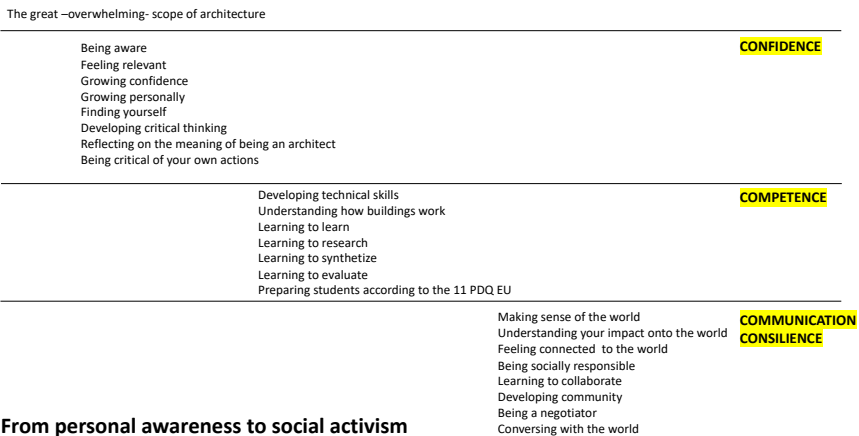 The great –overwhelming- scope of architecture
CONFIDENCE
Being aware
Feeling relevant
Growing confidence
Growing personally
Finding yourself
Developing critical thinking
Reflecting on the meaning of being an architect
Being critical of your own actions
COMPETENCE
Developing technical skills
Understanding how buildings work
Learning to learn
Learning to research
Learning to synthetize
Learning to evaluate
Preparing students according to the 11 PDQ EU
COMMUNICATION
CONSILIENCE
Making sense of the world
Understanding your impact onto the world
Feeling connected  to the world
Being socially responsible
Learning to collaborate
Developing community
Being a negotiator
Conversing with the world
From personal awareness to social activism